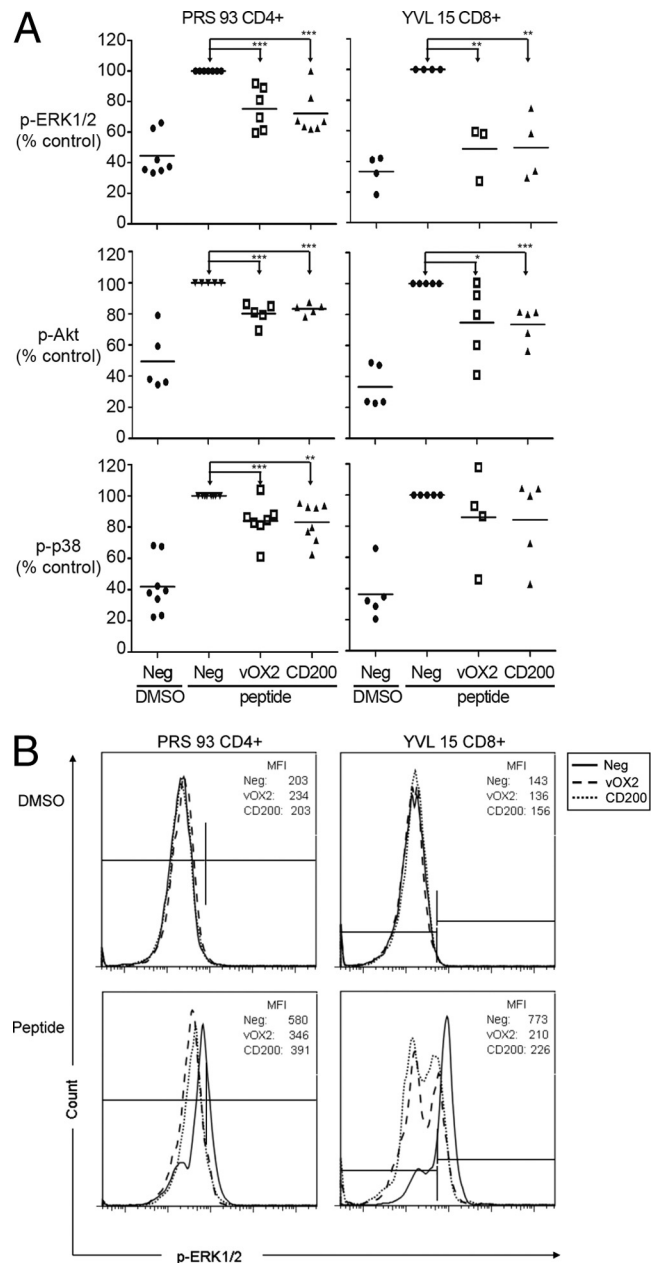 A
PRS 93 CD4+
YVL 15 CD8+
p-ERK1/2
(% control)
120
100
80
60
40
20
0
***
***
**
**
p-Akt
(% control)
120
100
80
60
40
20
0
***
***
*
***
p-p38
(% control)
120
100
80
60
40
20
0
***
**
Neg Neg vOX2 CD200
DMSO peptide
Neg Neg vOX2 CD200
DMSO peptide
B
PRS 93 CD4+
YVL 15 CD8+
Neg
vOX2
CD200
DMSO
MFI
Neg: 203
vOX2: 234
CD200: 203
MFI
Neg: 143
vOX2: 136
CD200: 156
Peptide
MFI
Neg: 580
vOX2: 346
CD200: 391
MFI
Neg: 773
vOX2: 210
CD200: 226
Count
p-ERK1/2